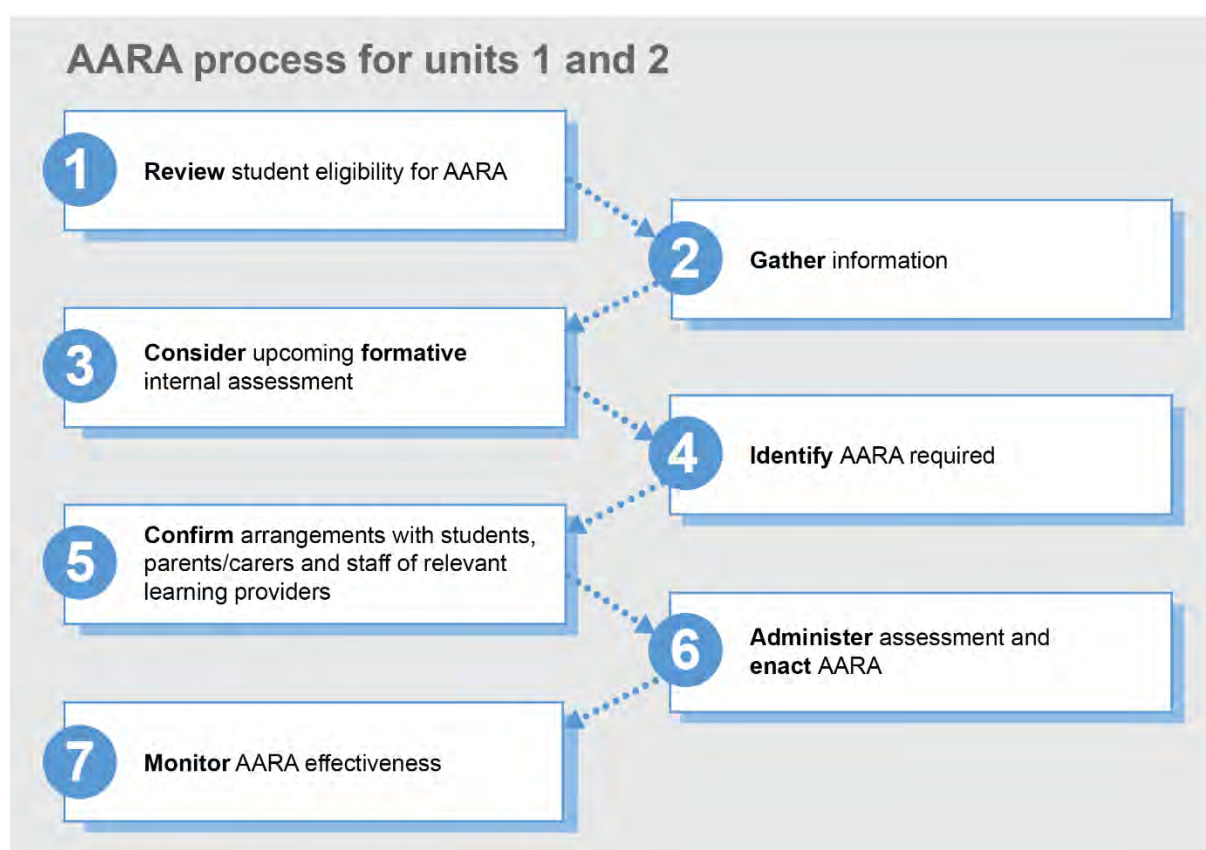 AARA process for units 1 and 2
1
Review student eligibility for AARA
2
Gather information
3
Consider upcoming formative
internal assessment
4
Identify AARA required
5
Confirm arrangements with students,
parents/carers and staff of relevant
learning providers
6
Administer assessment and
enact AARA
7
Monitor AARA effectiveness